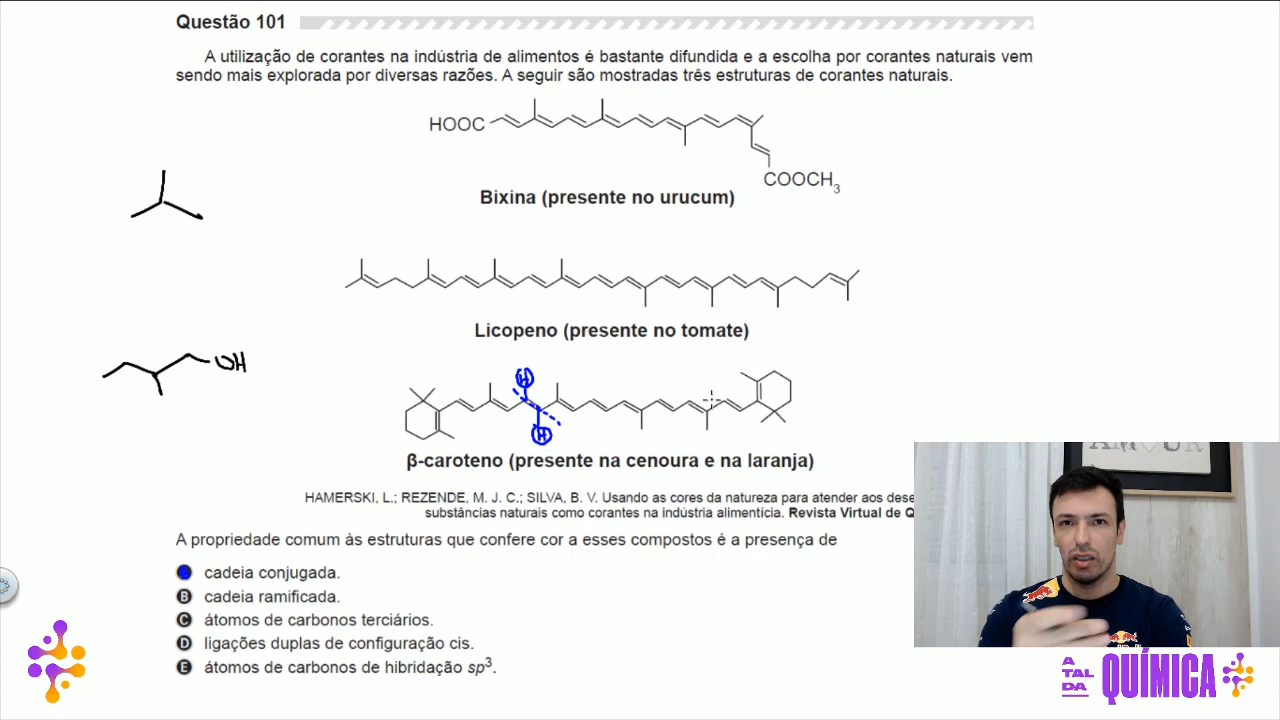 Questão 101
A utilização de corantes na indústria de alimentos é bastante difundida e a escolha por corantes naturais vem
sendo mais explorada por diversas razões. A seguir são mostradas três estruturas de corantes naturais.
HOOC
COOCH3
Bixina (presente no urucum)
Licopeno (presente no tomate)
OH
H
H
β-caroteno (presente na cenoura e na laranja)
HAMERSKI, L.; REZENDE, M. J. C.; SILVA, B. V. Usando as cores da natureza para atender aos
substâncias naturais como corantes na indústria alimentícia. Revista Virtual de
A propriedade comum às estruturas que confere cor a esses compostos é a presença de
cadeia conjugada.
B cadeia ramificada.
C átomos de carbonos terciários.
D ligações duplas de configuração cis.
E átomos de carbonos de hibridação sp3.
A TAL DA QUÍMICA